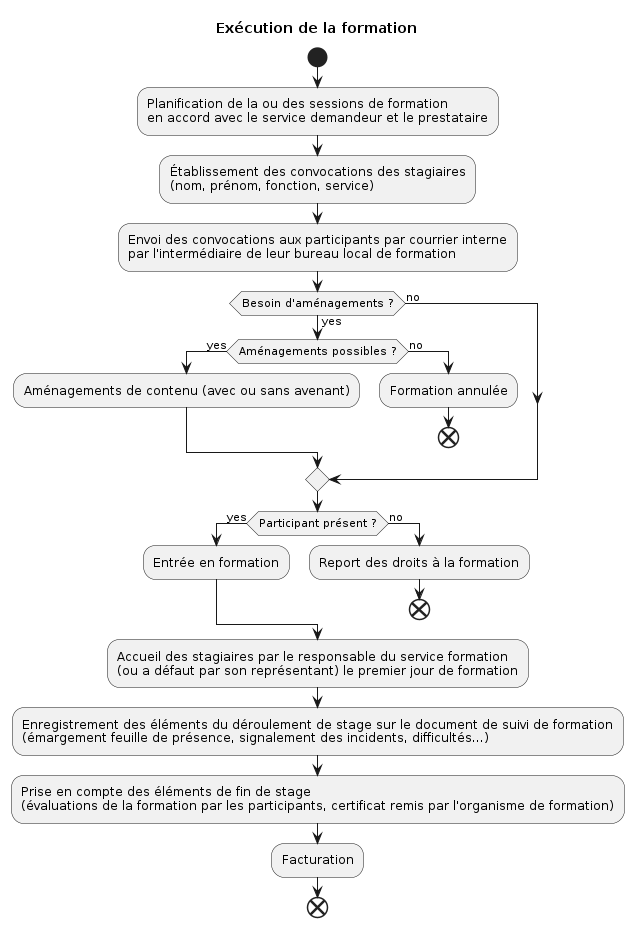 Exécution de la formation
Planification de la ou des sessions de formation
en accord avec le service demandeur et le prestataire
Établissement des convocations des stagiaires
(nom, prénom, fonction, service)
Envoi des convocations aux participants par courrier interne
par l'intermédiaire de leur bureau local de formation
Besoin d'aménagements ?
no
yes
yes
Aménagements possibles ?
no
Aménagements de contenu (avec ou sans avenant)
Formation annulée
yes
Participant présent ?
no
Entrée en formation
Report des droits à la formation
Accueil des stagiaires par le responsable du service formation
(ou a défaut par son représentant) le premier jour de formation
Enregistrement des éléments du déroulement de stage sur le document de suivi de formation
(émargement feuille de présence, signalement des incidents, difficultés...)
Prise en compte des éléments de fin de stage
(évaluations de la formation par les participants, certificat remis par l'organisme de formation)
Facturation